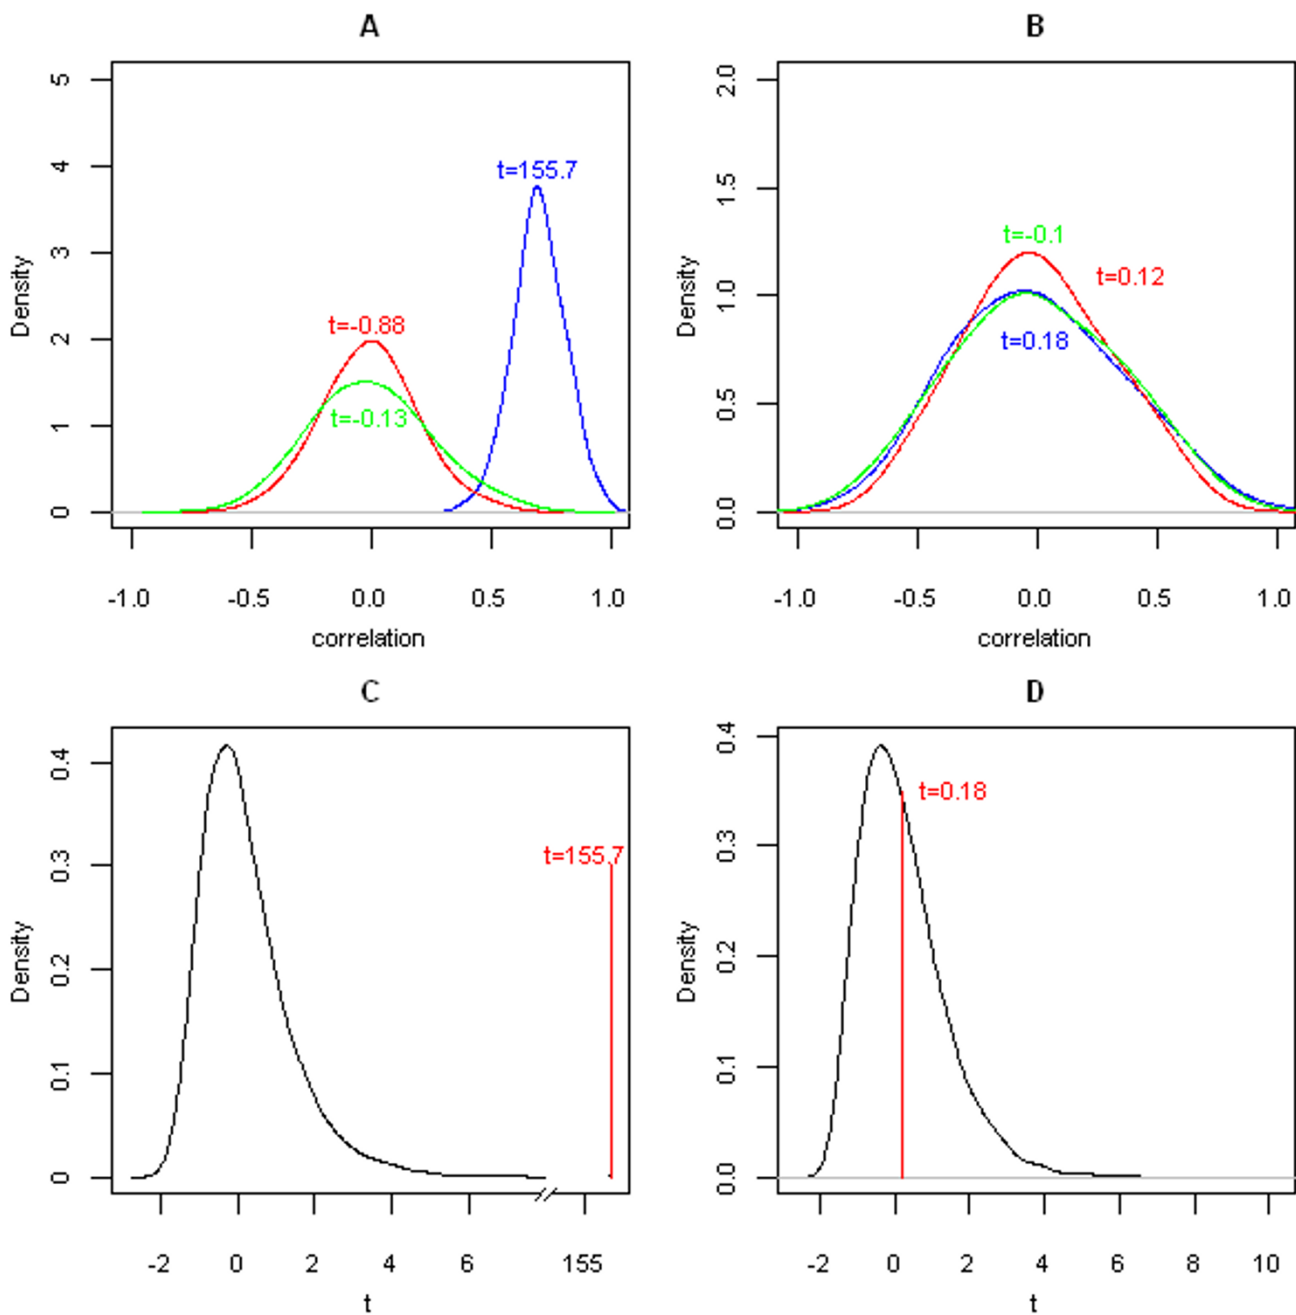 A
5
4
3
2
1
0
Density
t=155.7
t=-0.88
t=-0.13
-1.0 -0.5 0.0 0.5 1.0
correlation
B
2.0
1.5
1.0
0.5
0.0
Density
t=-0.1
t=0.12
t=0.18
-1.0 -0.5 0.0 0.5 1.0
correlation
C
0.4
0.3
0.2
0.1
0
Density
t=155.7
-2 0 2 4 6 155
t
D
0.4
0.3
0.2
0.1
0.0
Density
t=0.18
-2 0 2 4 6 8 10
t